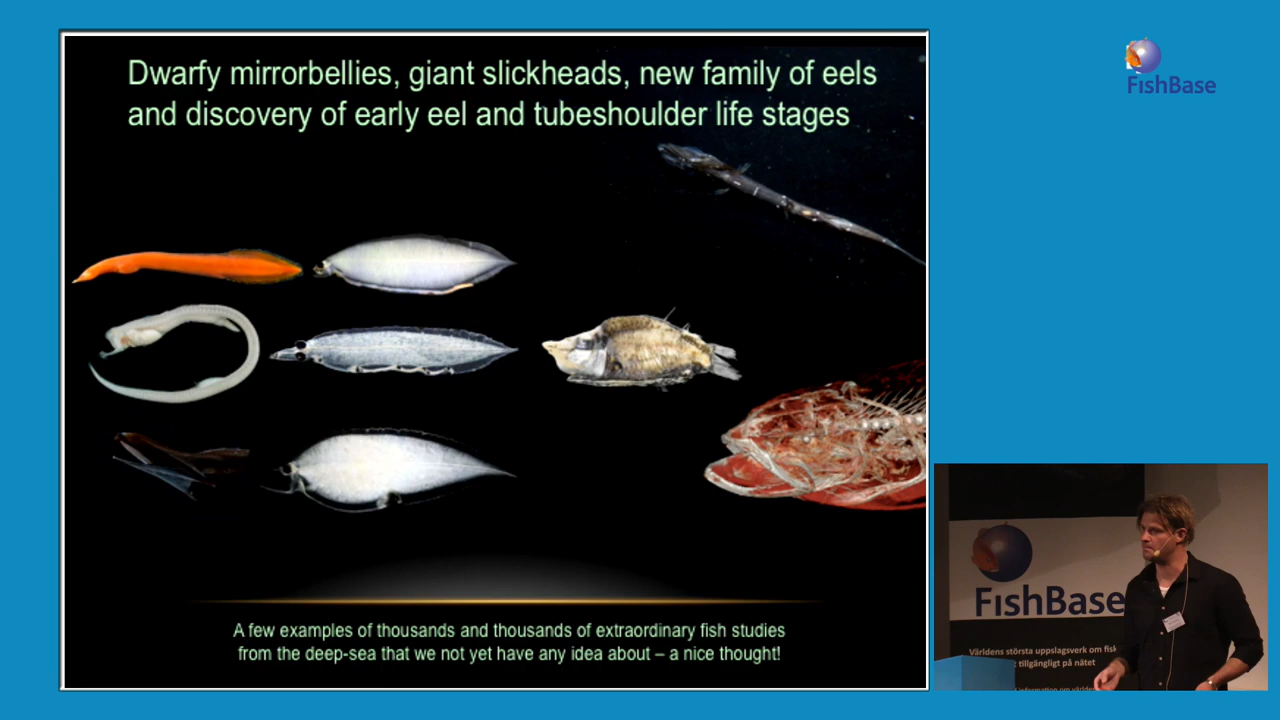 Dwarfy mirrorbellies, giant slickheads, new family of eels
and discovery of early eel and tubeshoulder life stages
FishBase
A few examples of thousands and thousands of extraordinary fish studies
from the deep-sea that we not yet have any idea about – a nice thought!
FishBase
Världens största uppslagsverk om fisk
t tillgängligt på nätet